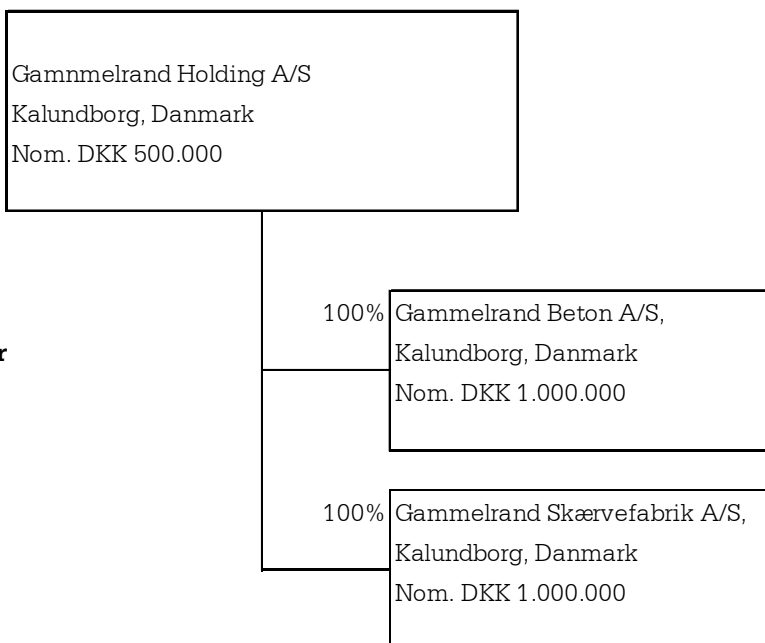 Gamnmelrand Holding A/S
Kalundborg, Danmark
Nom. DKK 500.000
100% Gammelrand Beton A/S,
r
Kalundborg, Danmark
Nom. DKK 1.000.000
100% Gammelrand Skærvefabrik A/S,
Kalundborg, Danmark
Nom. DKK 1.000.000